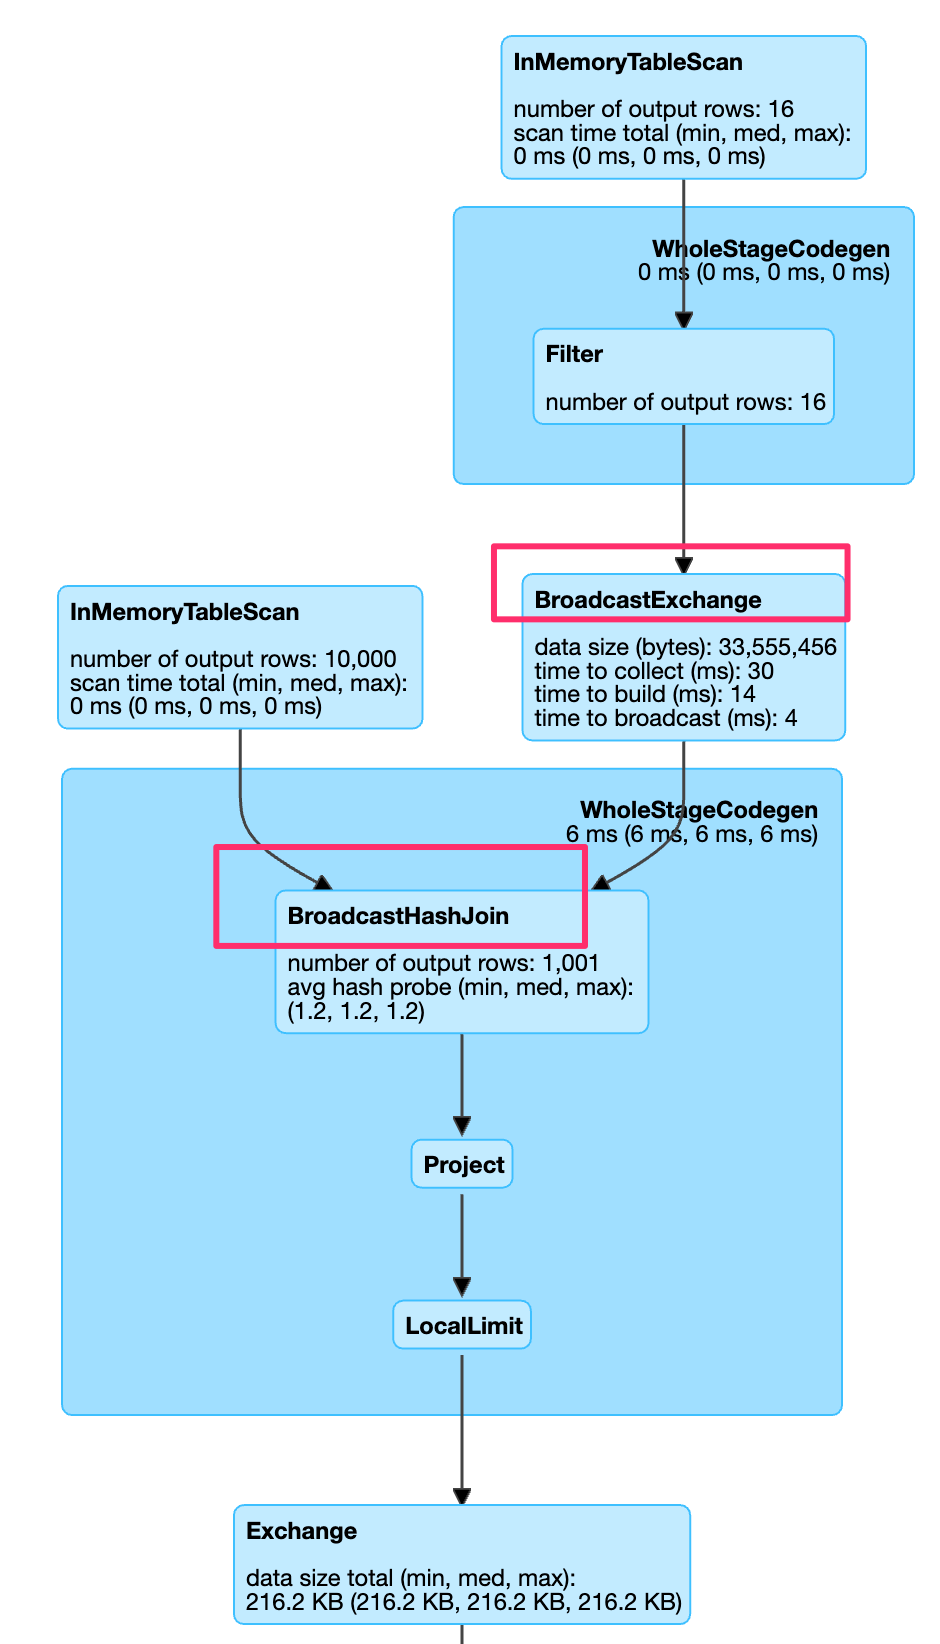 InMemoryTableScan
number of output rows: 16
scan time total (min, med, max):
0 ms (0 ms, 0 ms, 0 ms)
WholeStageCodegen
0 ms (0 ms, 0 ms, 0 ms)
Filter
number of output rows: 16
BroadcastExchange
data size (bytes): 33,555,456
time to collect (ms): 30
time to build (ms): 14
time to broadcast (ms): 4
InMemoryTableScan
number of output rows: 10,000
scan time total (min, med, max):
0 ms (0 ms, 0 ms, 0 ms)
WholeStageCodegen
6 ms (6 ms, 6 ms, 6 ms)
BroadcastHashJoin
number of output rows: 1,001
avg hash probe (min, med, max):
(1.2, 1.2, 1.2)
Project
LocalLimit
Exchange
data size total (min, med, max):
216.2 KB (216.2 KB, 216.2 KB, 216.2 KB)